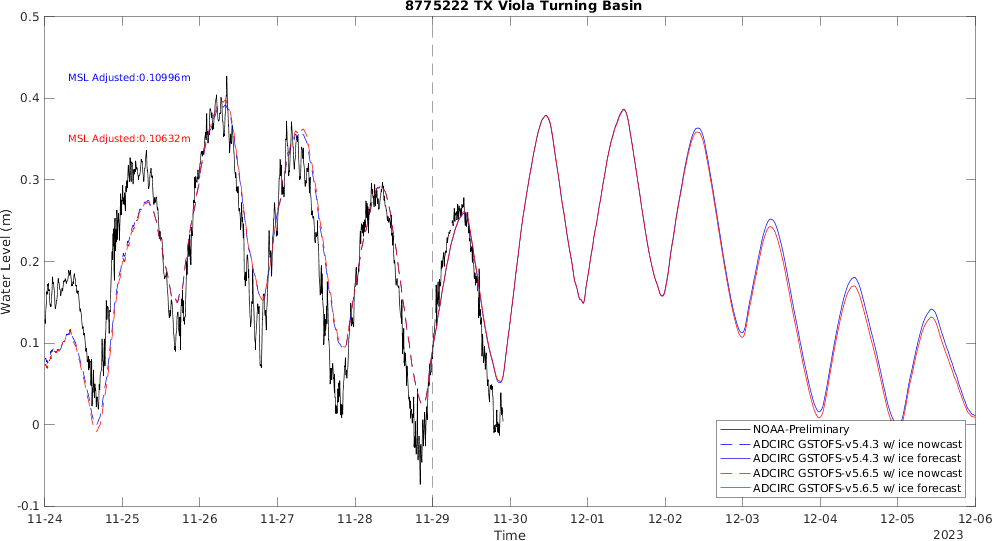 8775222 TX Viola Turning Basin
0.5
0.4
0.3
0.2
0.1
0
-0.1
Water Level (m)
MSL Adjusted:0.10996m
MSL Adjusted:0.10632m
NOAA-Preliminary
ADCIRC GSTOFS-v5.4.3 w/ ice nowcast
ADCIRC GSTOFS-v5.4.3 w/ ice forecast
ADCIRC GSTOFS-v5.6.5 w/ ice nowcast
ADCIRC GSTOFS-v5.6.5 w/ ice forecast
11-24 11-25 11-26 11-27 11-28 11-29 11-30 12-01 12-02 12-03 12-04 12-05 12-06
Time
2023